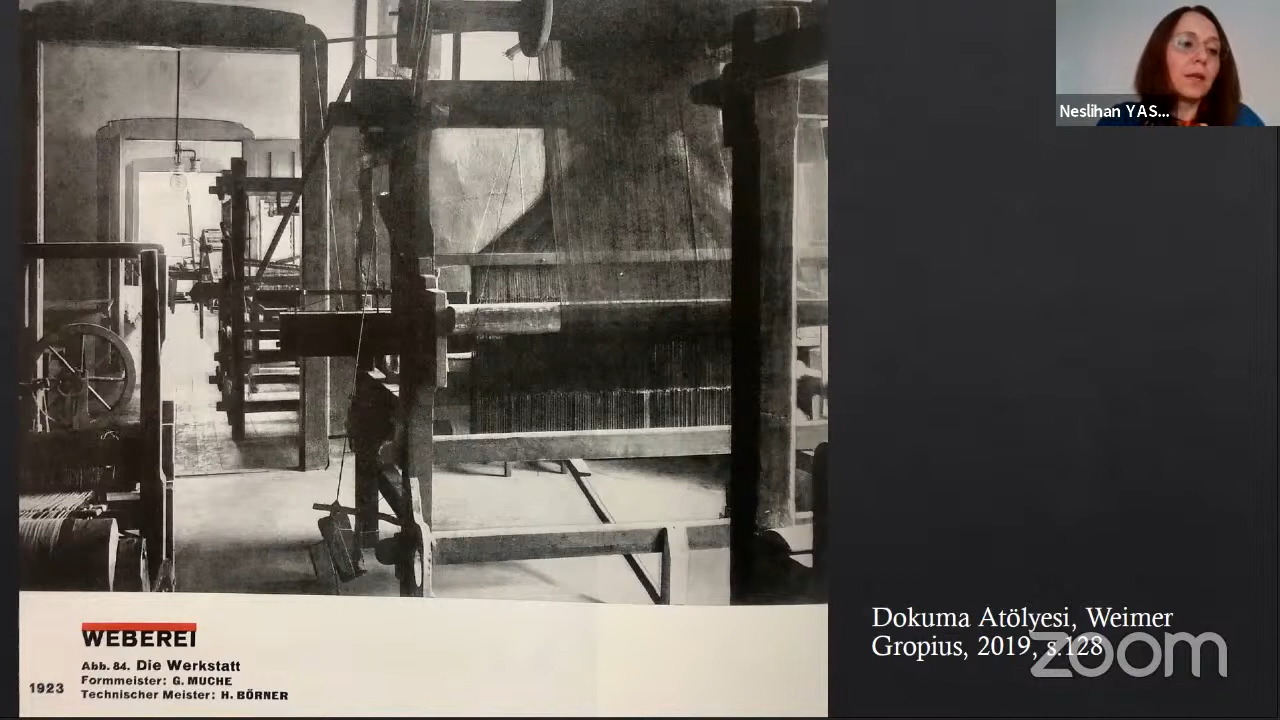 Neslihan YAS...
WEBEREI
Abb. 84. Die Werkstatt
Formmeister: G. MUCHE
1923
Technischer Meister: H. BÖRNER
Dokuma Atölyesi, Weimer
Gropius, 2019, s.128
zoom